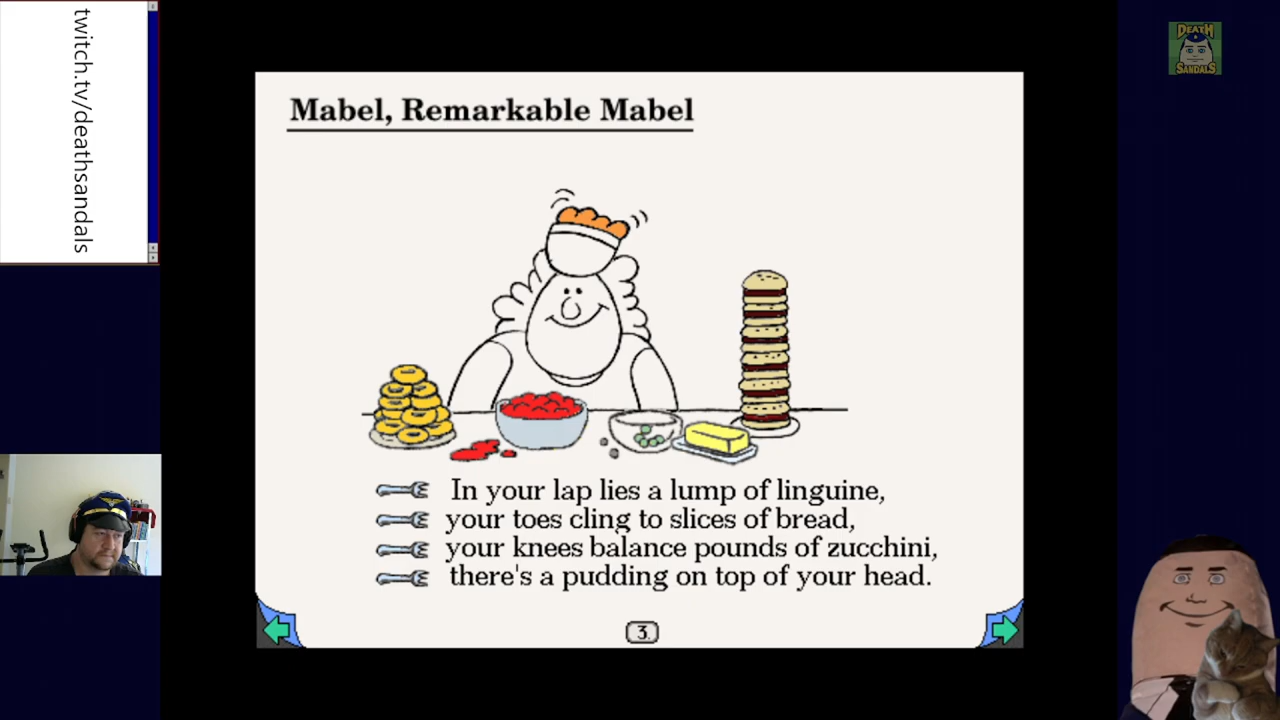 twitch.tv/deathsandals
DEATH
SANDALS
Mabel, Remarkable Mabel
In your lap lies a lump of linguine,
your toes cling to slices of bread,
your knees balance pounds of zucchini,
there's a pudding on top of your head.
3.